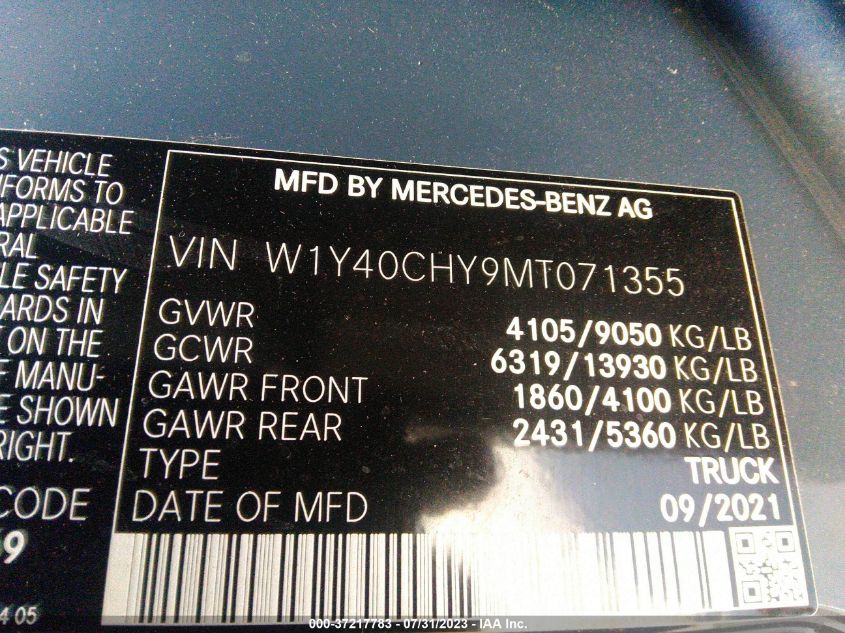 S VEHICLE
NFORMS TO
APPLICABLE
RAL
LE SAFETY
ARDS IN
ON THE
MANU-
E SHOWN
RIGHT.
CODE
9
4 05
MFD BY MERCEDES-BENZ AG
VIN W1Y40CHY9MT071355
GVWR 4105/9050 KG/LB
GCWR 6319/13930 KG/LB
GAWR FRONT 1860/4100 KG/LB
GAWR REAR 2431/5360 KG/LB
TYPE TRUCK
DATE OF MFD 09/2021
000-37217783 - 07/31/2023 - IAA Inc.